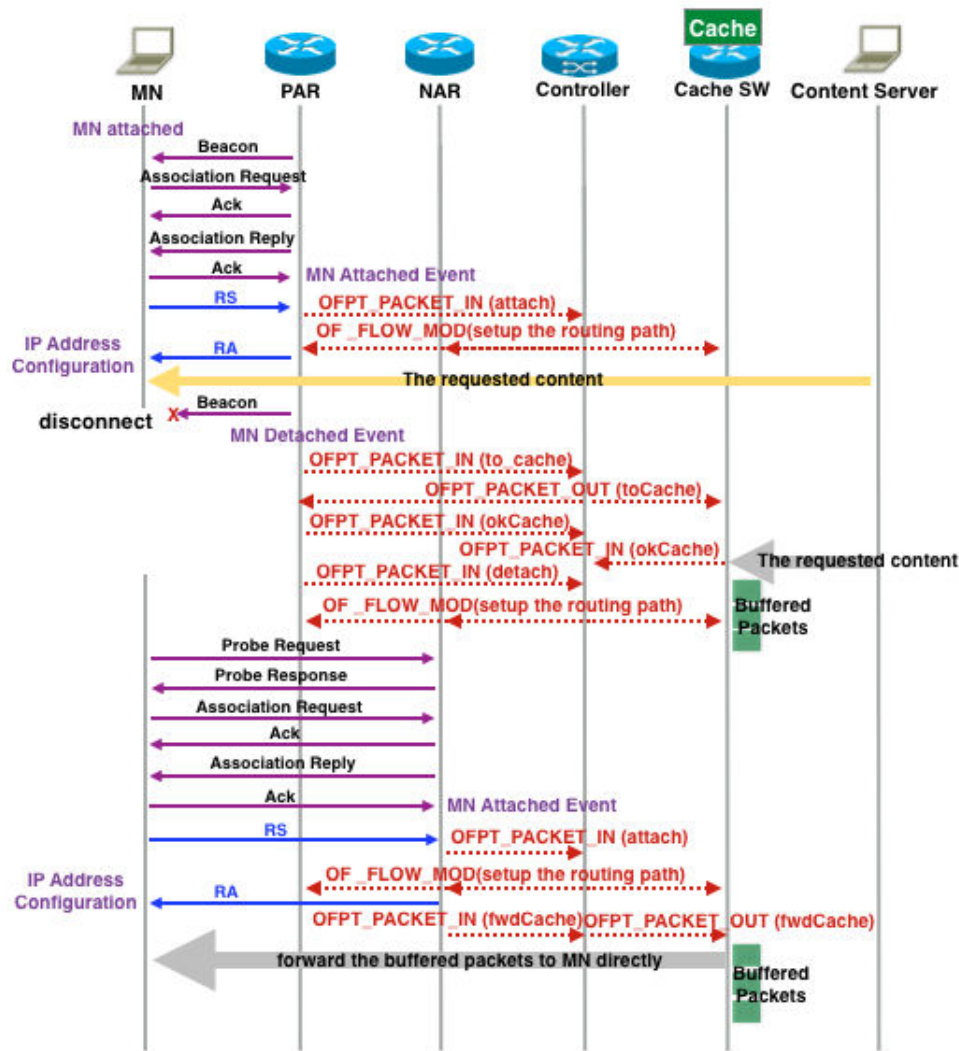 Cache
MN
PAR
NAR
Controller
Cache SW
Content Server
MN attached
Beacon
Association Request
Ack
Association Reply
Ack
MN Attached Event
RS
OFPT_PACKET_IN (attach)
OF _FLOW_MOD(setup the routing path)
IP Address
Configuration
RA
The requested content
disconnect
X
Beacon
MN Detached Event
OFPT_PACKET_IN (to_cache)
OFPT_PACKET_OUT (toCache)
OFPT_PACKET_IN (okCache)
OFPT_PACKET_IN (okCache)
The requested content
OFPT_PACKET_IN (detach)
OF _FLOW_MOD(setup the routing path)
Buffered
Packets
Probe Request
Probe Response
Association Request
Ack
Association Reply
Ack
MN Attached Event
RS
OFPT_PACKET_IN (attach)
OF _FLOW_MOD(setup the routing path)
IP Address
Configuration
RA
OFPT_PACKET_IN (fwdCache)
OFPT_PACKET_OUT (fwdCache)
forward the buffered packets to MN directly
Buffered
Packets